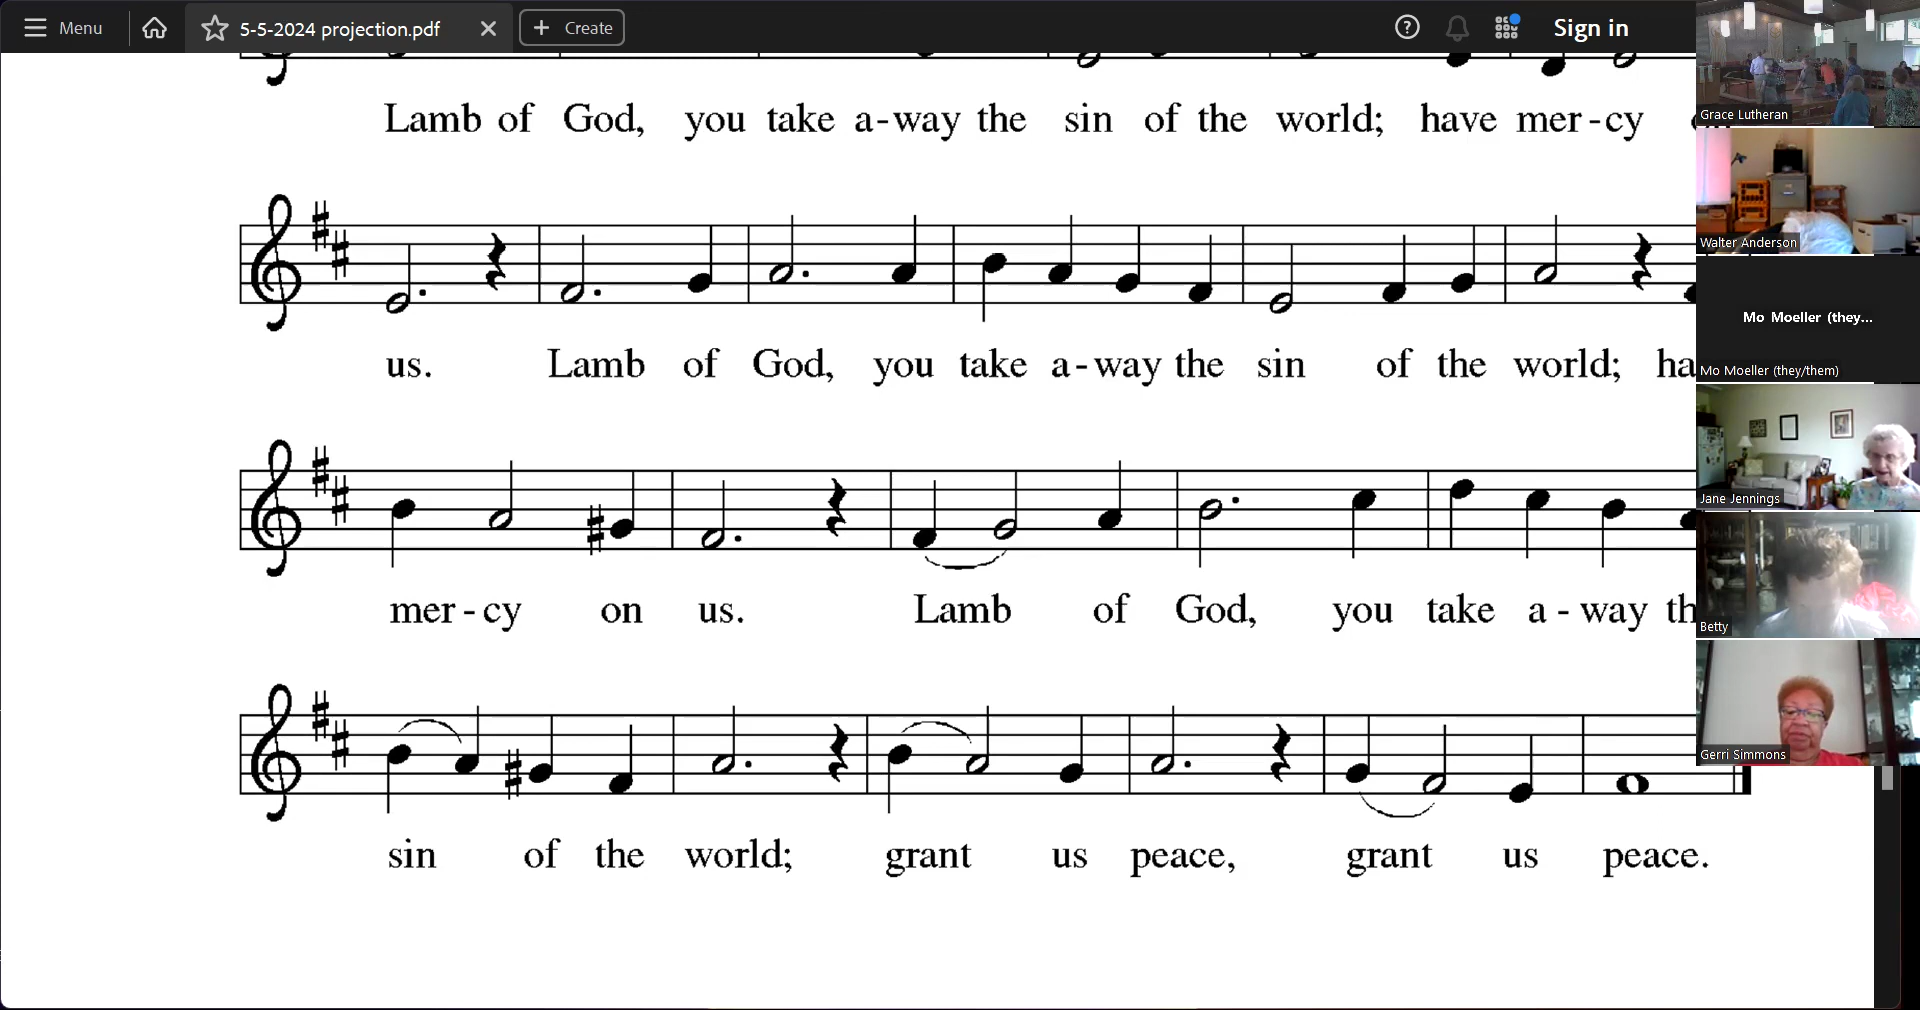 Menu
5-5-2024 projection.pdf
Create
Sign in
Lamb of God, you take a-way the sin of the world; have mer-cy
us. Lamb of God, you take a-way the sin of the world; ha
mer-cy on us. Lamb of God, you take a-way th
sin of the world; grant us peace, grant us peace.
Grace Lutheran
Walter Anderson
Mo Moeller (they...
Mo Moeller (they/them)
Jane Jennings
Betty
Gerri Simmons